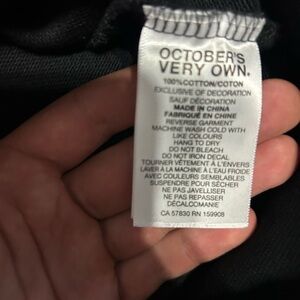 OCTOBER'S
VERY OWN.
100%COTTON/COTON
EXCLUSIVE OF DECORATION
SAUF DÉCORATION
MADE IN CHINA
FABRIQUÉ EN CHINE
REVERSE GARMENT
MACHINE WASH COLD WITH
LIKE COLOURS
HANG TO DRY
DO NOT BLEACH
DO NOT IRON DECAL
TOURNER VÊTEMENT À L'ENVERS
LAVER À LA MACHINE À L'EAU FROIDE
AVEC COULEURS SEMBLABLES
SUSPENDRE POUR SÉCHER
NE PAS JAVELLISER
NE PAS REPASSER
DÉCALCOMANIE
CA 57830 RN 159908